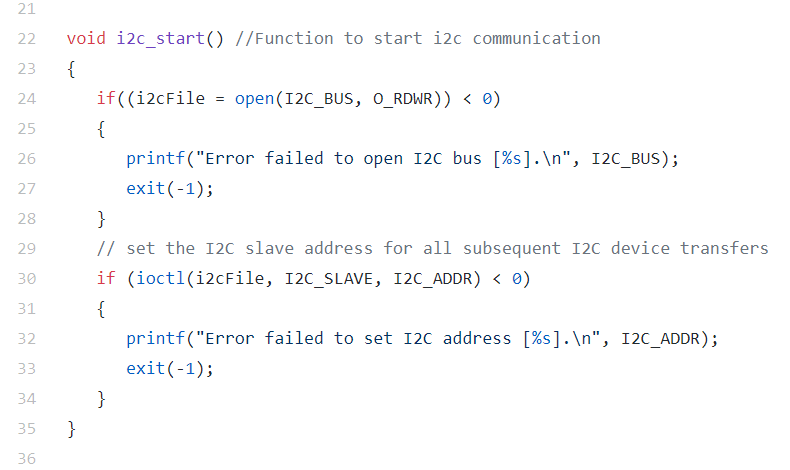 21
22 void i2c_start() //Function to start i2c communication
23 {
24    if((i2cFile = open(I2C_BUS, O_RDWR)) < 0)
25    {
26       printf("Error failed to open I2C bus [%s].\n", I2C_BUS);
27       exit(-1);
28    }
29    // set the I2C slave address for all subsequent I2C device transfers
30    if (ioctl(i2cFile, I2C_SLAVE, I2C_ADDR) < 0)
31    {
32       printf("Error failed to set I2C address [%s].\n", I2C_ADDR);
33       exit(-1);
34    }
35 }
36